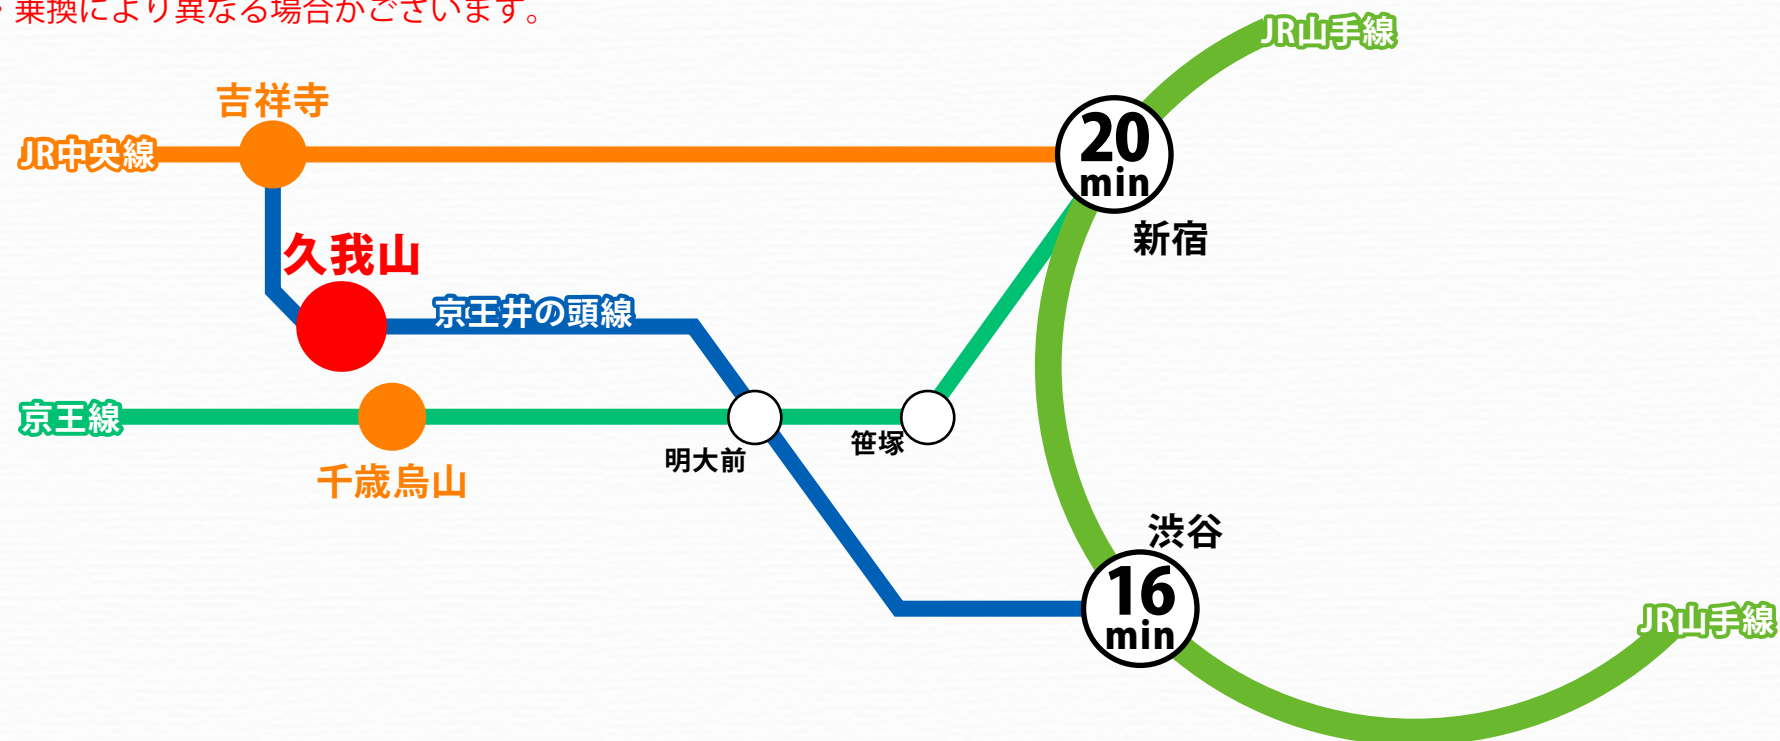 乗換により異なる場合がございます。
JR山手線
吉祥寺
JR中央線
20
min
新宿
久我山
京王井の頭線
京王線
千歳烏山
明大前
笹塚
渋谷
16
min
JR山手線